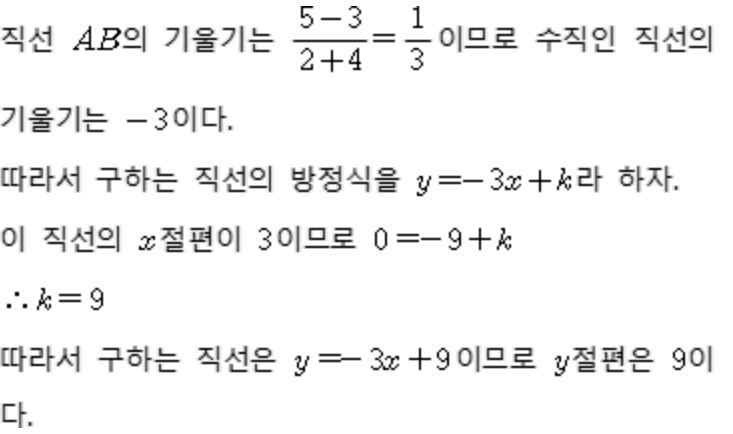 직선 AB의 기울기는 \frac{5-3}{2+4}=\frac{1}{3}이므로 수직인 직선의
기울기는 -3이다.
따라서 구하는 직선의 방정식을 y=-3x+k라 하자.
이 직선의 x절편이 3이므로 0=-9+k
∴k=9
따라서 구하는 직선은 y=-3x+9이므로 y절편은 9이
다.